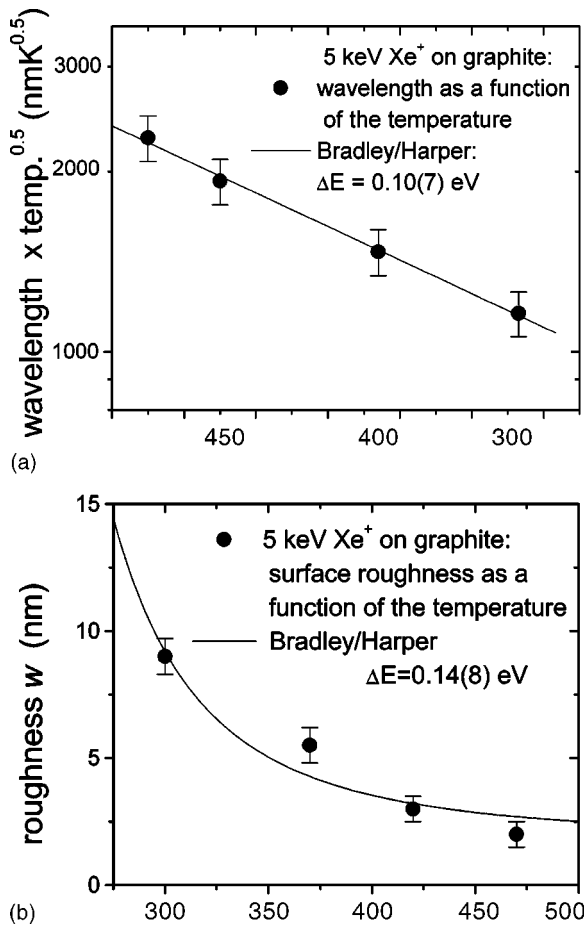 wavelength x temp.0.5 (nmK0.5)
3000
2000
1000
5 keV Xe+ on graphite:
wavelength as a function
of the temperature
Bradley/Harper:
ΔE = 0.10(7) eV
450
400
300
(a)
roughness w (nm)
15
10
5
0
5 keV Xe+ on graphite:
surface roughness as a
function of the temperature
Bradley/Harper
ΔE=0.14(8) eV
300
350
400
450
500
(b)